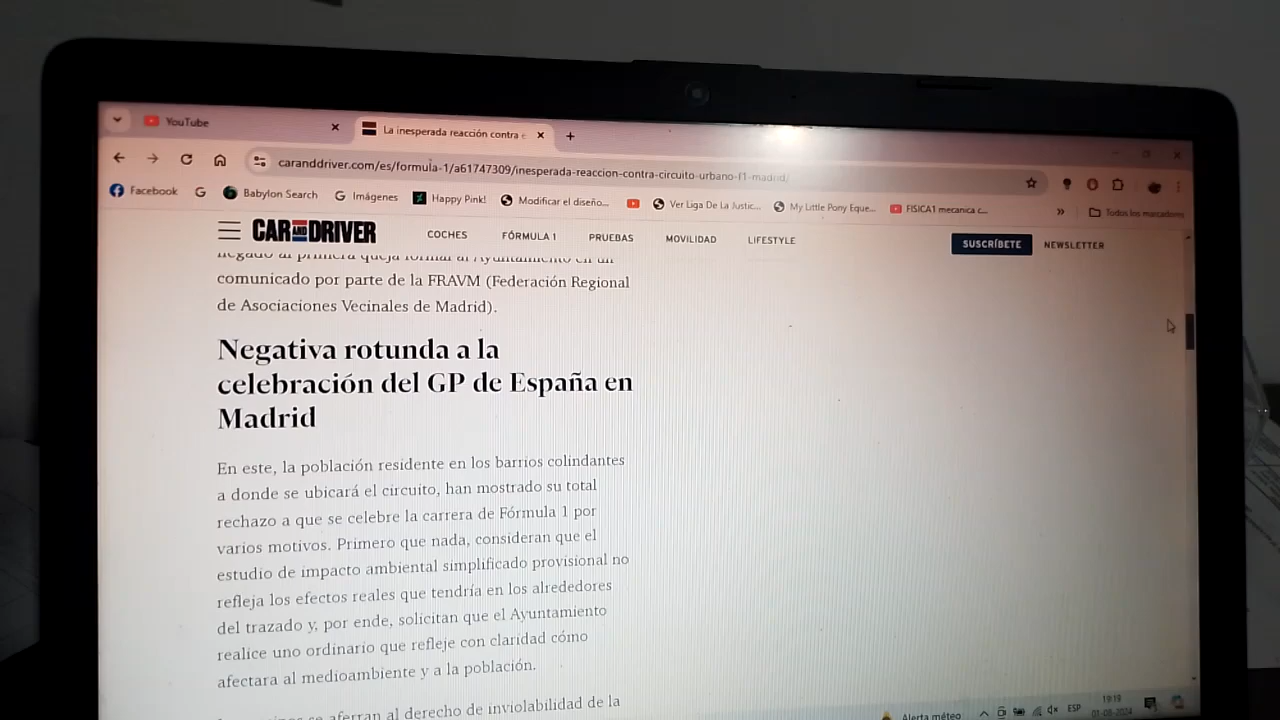 YouTube
La inesperada reacción contra e
caranddriver.com/es/formula-1/a61747309/inesperada-reaccion-contra-circuito-urbano-f1-madrid/
Facebook
Babylon Search
Imágenes
Happy Pink!
Modificar el diseño...
Ver Liga De La Justic...
My Little Pony Eque...
FISICA1 mecanica c...
Todos los marcadores
CAR AND DRIVER
COCHES
FÓRMULA 1
PRUEBAS
MOVILIDAD
LIFESTYLE
SUSCRÍBETE
NEWSLETTER
comunicado por parte de la FRAVM (Federación Regional
de Asociaciones Vecinales de Madrid).
Negativa rotunda a la
celebración del GP de España en
Madrid
En este, la población residente en los barrios colindantes
a donde se ubicará el circuito, han mostrado su total
rechazo a que se celebre la carrera de Fórmula 1 por
varios motivos. Primero que nada, consideran que el
estudio de impacto ambiental simplificado provisional no
refleja los efectos reales que tendría en los alrededores
del trazado y, por ende, solicitan que el Ayuntamiento
realice uno ordinario que refleje con claridad cómo
afectara al medioambiente y a la población.
se aferran al derecho de inviolabilidad de la
Alerta méteo
ESP
19:19
01-08-2024